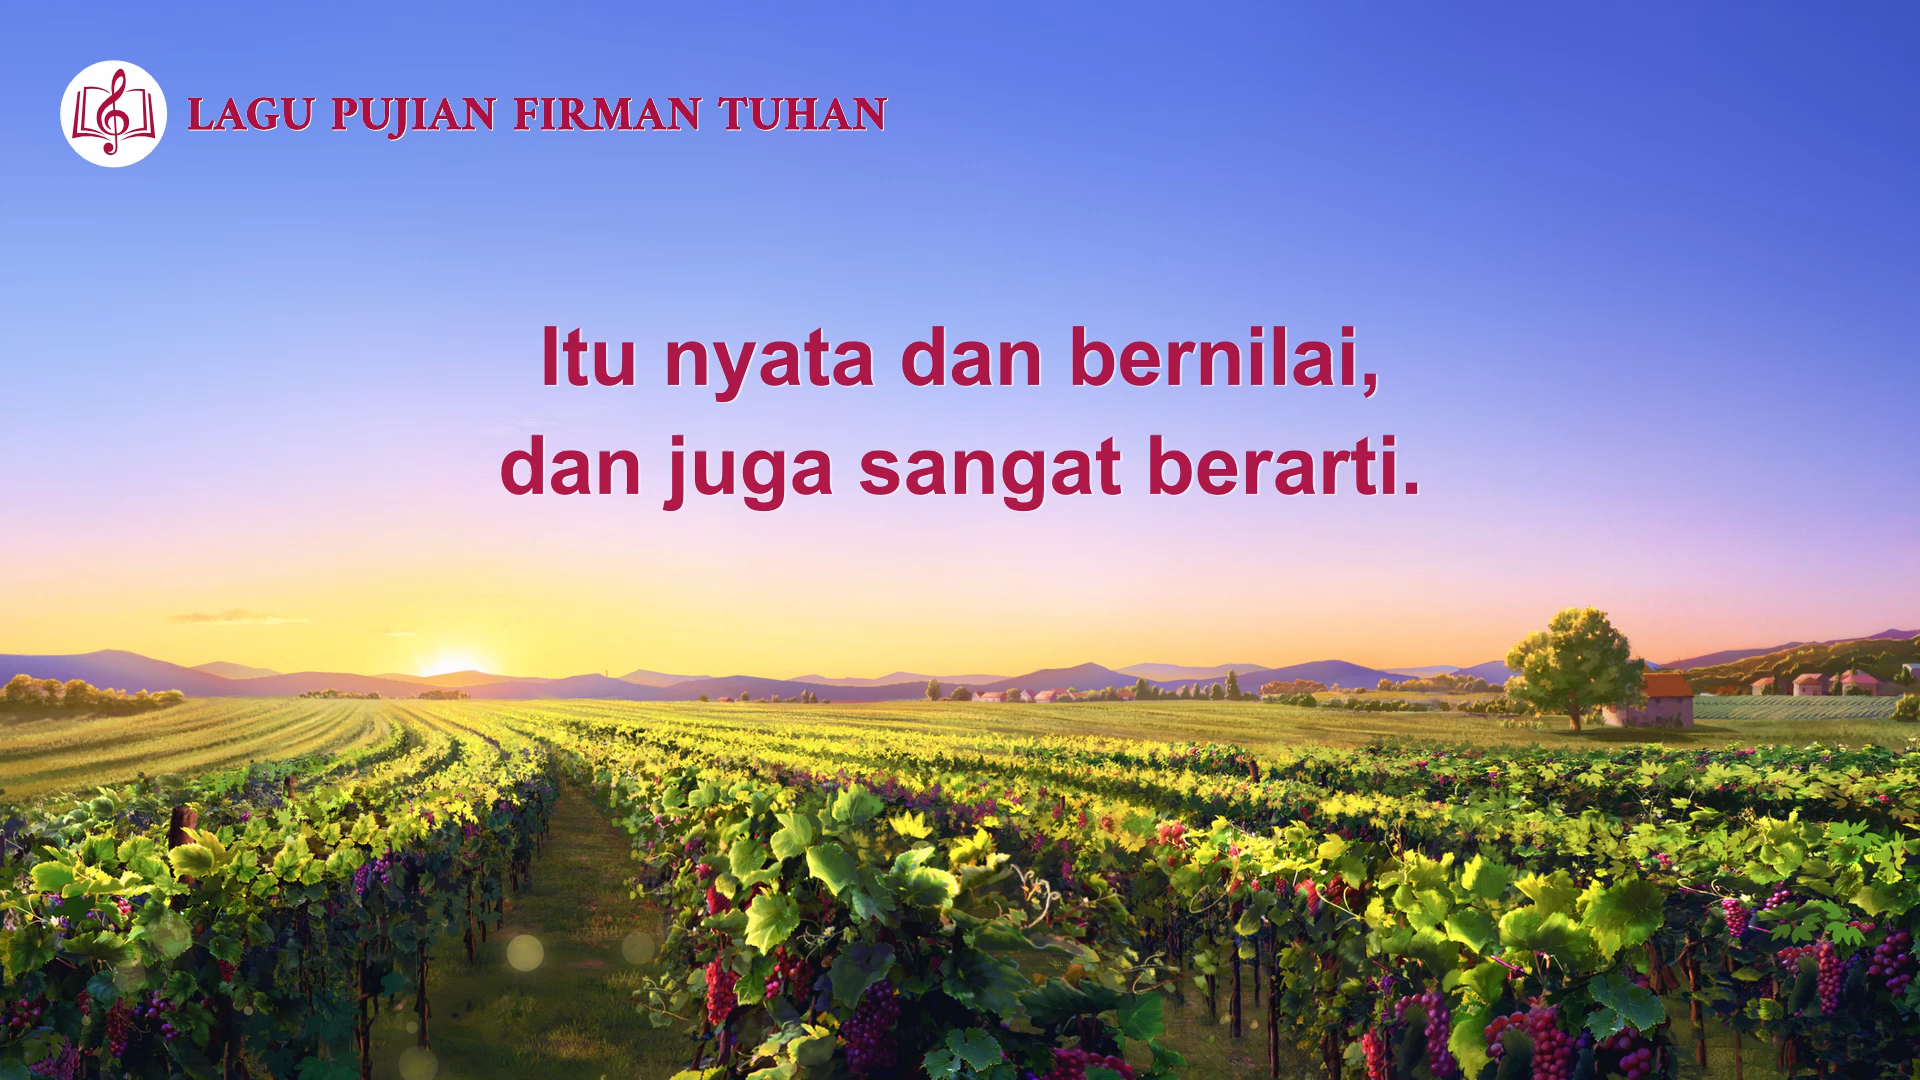 LAGU PUJIAN FIRMAN TUHAN
Itu nyata dan bernilai,
dan juga sangat berarti.